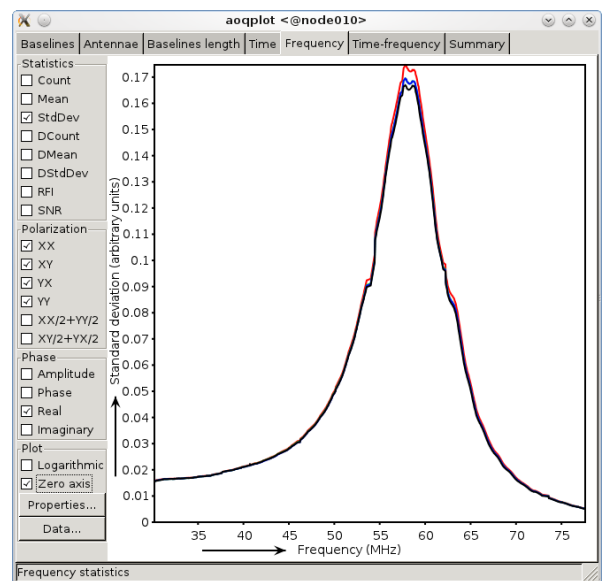 aoqplot <@node010>
Baselines Antennae Baselines length Time Frequency Time-frequency Summary
Statistics
Count
Mean
StdDev
DCount
DMean
DStdDev
RFI
SNR
Polarization
XX
XY
YX
YY
XX/2+YY/2
XY/2+YX/2
Phase
Amplitude
Phase
Real
Imaginary
Plot
Logarithmic
Zero axis
Properties...
Data...
Standard deviation (arbitrary units)
0.17
0.16
0.15
0.14
0.13
0.12
0.11
0.1
0.09
0.08
0.07
0.06
0.05
0.04
0.03
0.02
0.01
0
35 40 45 50 55 60 65 70 75
Frequency (MHz)
Frequency statistics